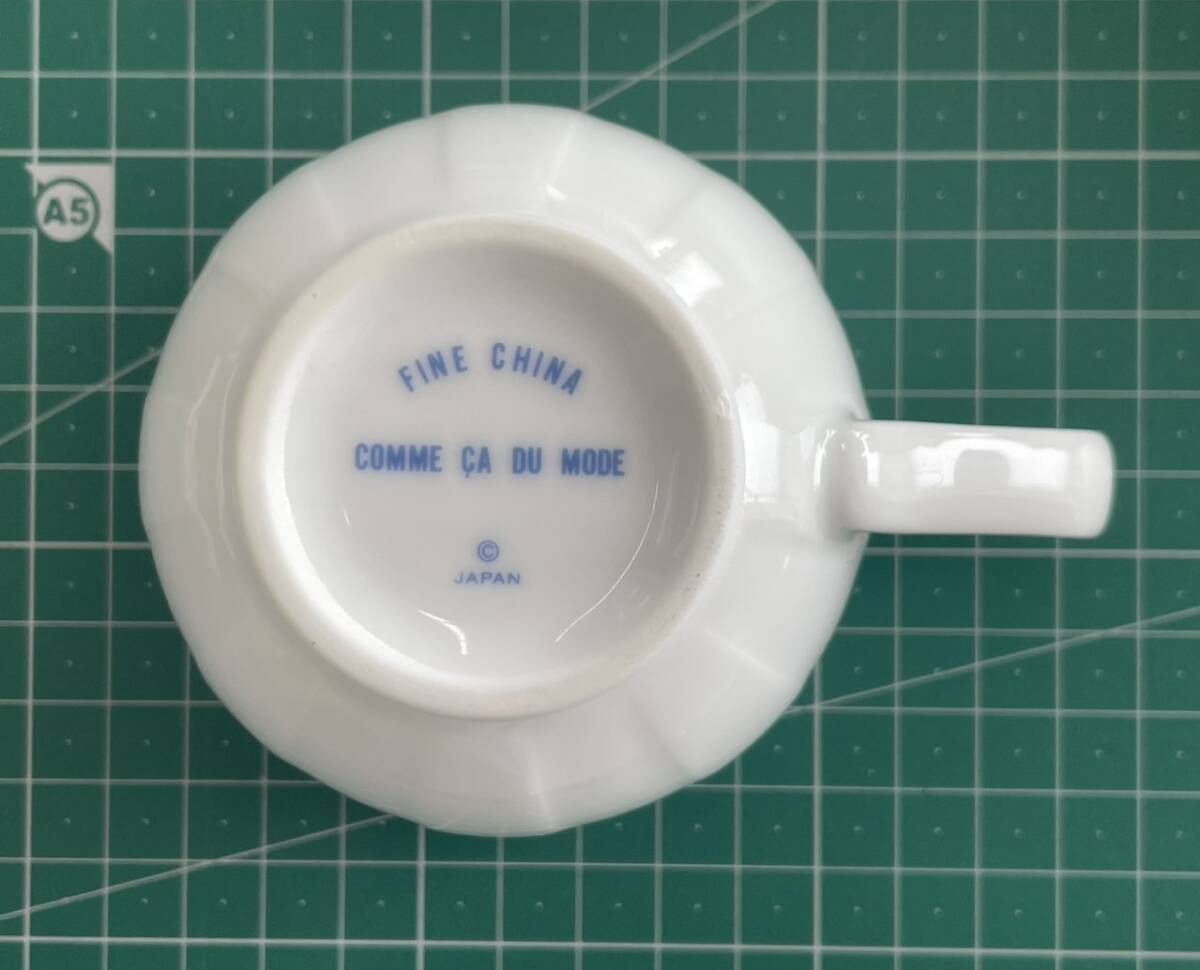 A5
FINE CHINA
COMME ÇA DU MODE
©
JAPAN